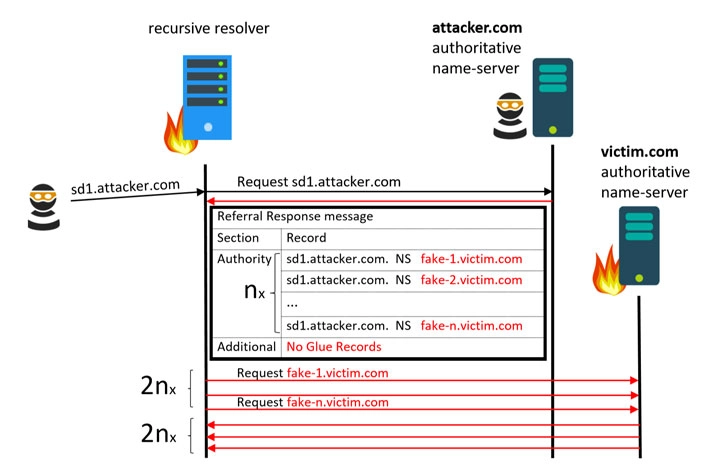 recursive resolver
attacker.com
authoritative
name-server
victim.com
authoritative
name-server
sd1.attacker.com
Request sd1.attacker.com
Referral Response message
Section Record
Authority sd1.attacker.com. NS fake-1.victim.com
sd1.attacker.com. NS fake-2.victim.com
nx
...
sd1.attacker.com. NS fake-n.victim.com
Additional No Glue Records
Request fake-1.victim.com
2nx
Request fake-n.victim.com
2nx